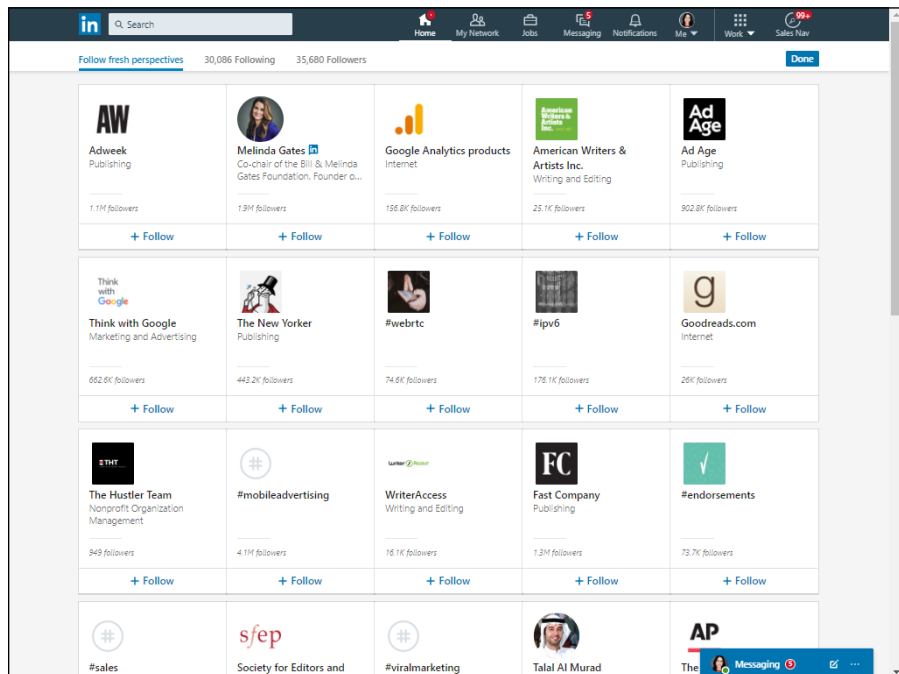 in
Search
Home
My Network
Jobs
5
Messaging
Notifications
Me
Work
99+
Sales Nav
Follow fresh perspectives
30,086 Following
35,680 Followers
Done
AW
Adweek
Publishing
1.1M followers
+ Follow
Melinda Gates in
Co-chair of the Bill & Melinda
Gates Foundation. Founder o...
1.9M followers
+ Follow
Google Analytics products
Internet
156.8K followers
+ Follow
American
Writers &
Artists
Inc.
American Writers &
Artists Inc.
Writing and Editing
25.1K followers
+ Follow
Ad
Age
Ad Age
Publishing
902.8K followers
+ Follow
Think
with
Google
Think with Google
Marketing and Advertising
662.6K followers
+ Follow
The New Yorker
Publishing
443.2K followers
+ Follow
#webrtc
74.6K followers
+ Follow
#ipv6
176.1K followers
+ Follow
g
Goodreads.com
Internet
26K followers
+ Follow
THT
The Hustler Team
Nonprofit Organization
Management
949 followers
+ Follow
#
#mobileadvertising
4.1M followers
+ Follow
WriterAccess
Writing and Editing
16.1K followers
+ Follow
FC
Fast Company
Publishing
1.3M followers
+ Follow
#endorsements
73.7K followers
+ Follow
#
#sales
sfep
Society for Editors and
#
#viralmarketing
Talal Al Murad
AP
The
Messaging 5